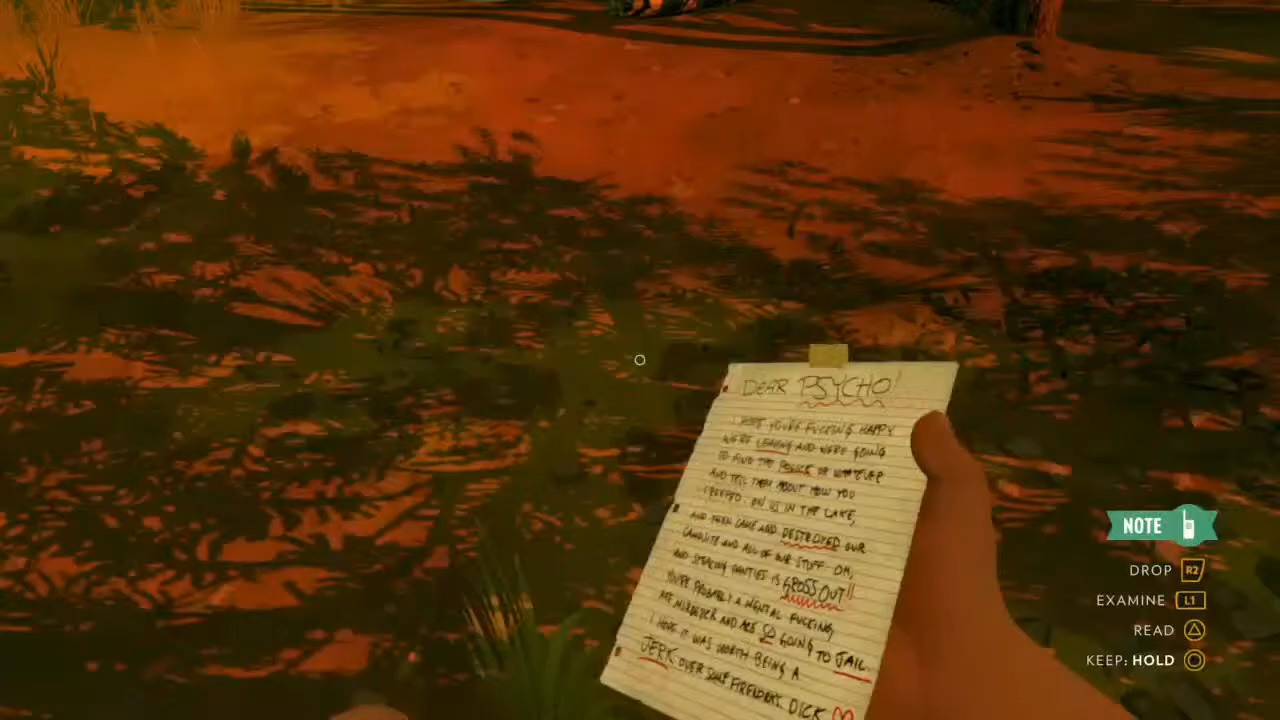 DEAR PSYCHO!
I HOPE YOU'RE FUCKING HAPPY
WE'RE LEAVING AND WE'RE GOING
TO FIND THE POLICE OR WHATEVER
AND TELL THEM ABOUT HOW YOU
CREEPED ON US IN THE LAKE,
AND THEN CAME AND DESTROYED OUR
CAMPSITE AND ALL OF OUR STUFF. OH,
AND STEALING PANTIES IS GROSS OUT!!
YOU'RE PROBABLY A MENTAL FUCKING
AXE MURDERER AND ARE SO GOING TO JAIL.
I HOPE IT WAS WORTH BEING A
JERK OVER SOME FIREWORKS. DICK
NOTE
DROP R2
EXAMINE L1
READ
KEEP: HOLD